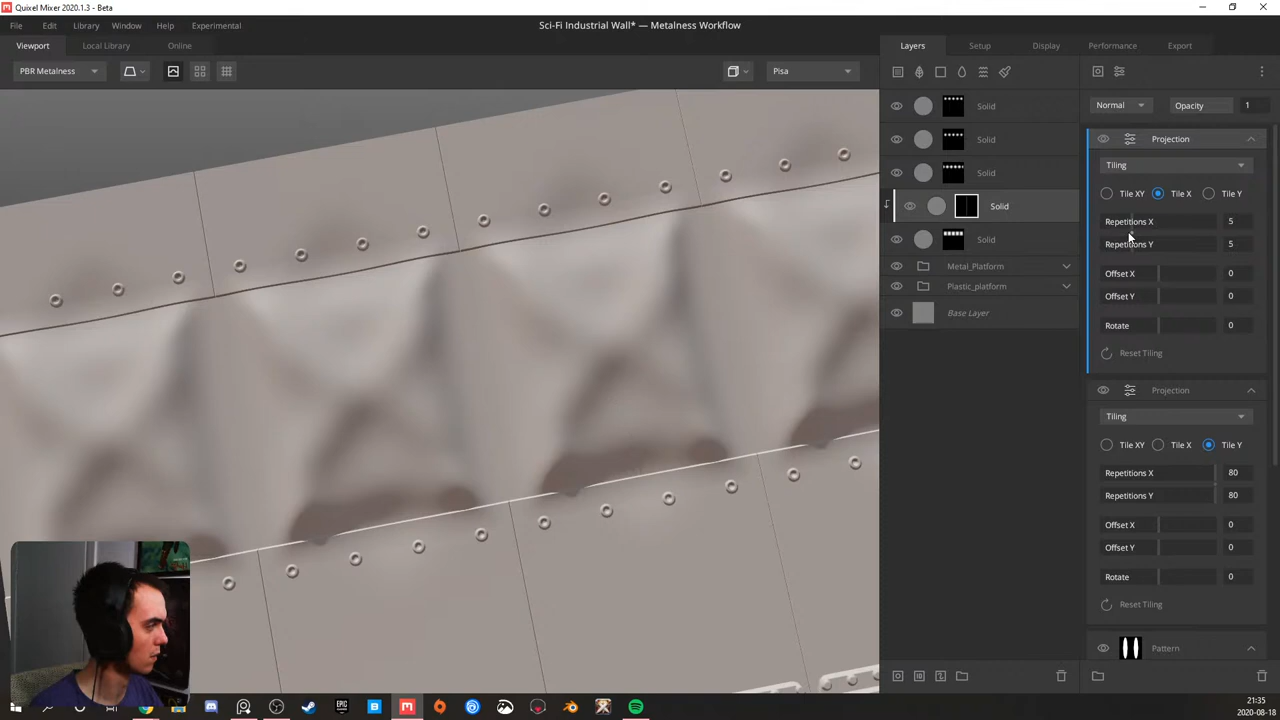 Quixel Mixer 2020.1.3 - Beta
File Edit Library Window Help Experimental
Sci-Fi Industrial Wall* — Metalness Workflow
Viewport Local Library Online
Layers Setup Display Performance Export
PBR Metalness
Pisa
Normal Opacity 1
Solid
Solid
Solid
Solid
Solid
Metal_Platform
Plastic_platform
Base Layer
Projection
Tiling
Tile XY Tile X Tile Y
Repetitions X 5
Repetitions Y 5
Offset X 0
Offset Y 0
Rotate 0
Reset Tiling
Projection
Tiling
Tile XY Tile X Tile Y
Repetitions X 80
Repetitions Y 80
Offset X 0
Offset Y 0
Rotate 0
Reset Tiling
Pattern
EPIC
B
M
21:35
2020-08-18